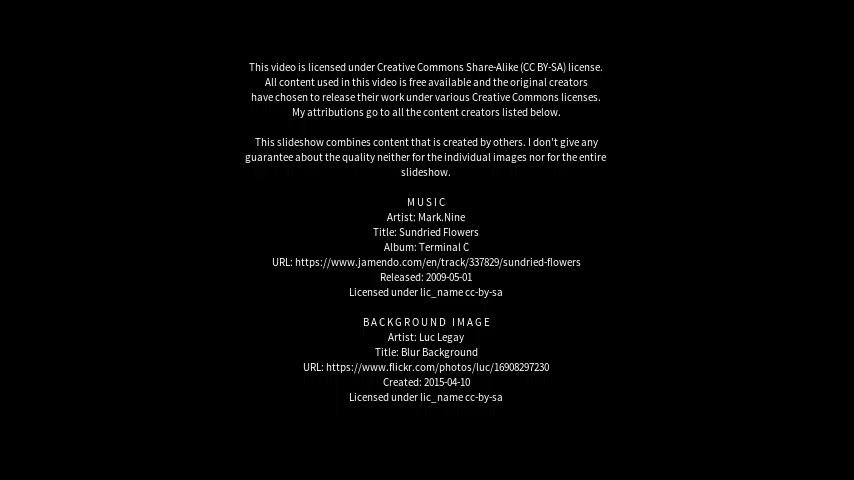 This video is licensed under Creative Commons Share-Alike (CC BY-SA) license.
All content used in this video is free available and the original creators
have chosen to release their work under various Creative Commons licenses.
My attributions go to all the content creators listed below.
This slideshow combines content that is created by others. I don't give any
guarantee about the quality neither for the individual images nor for the entire
slideshow.
M U S I C
Artist: Mark.Nine
Title: Sundried Flowers
Album: Terminal C
URL: https://www.jamendo.com/en/track/337829/sundried-flowers
Released: 2009-05-01
Licensed under lic_name cc-by-sa
B A C K G R O U N D   I M A G E
Artist: Luc Legay
Title: Blur Background
URL: https://www.flickr.com/photos/luc/16908297230
Created: 2015-04-10
Licensed under lic_name cc-by-sa